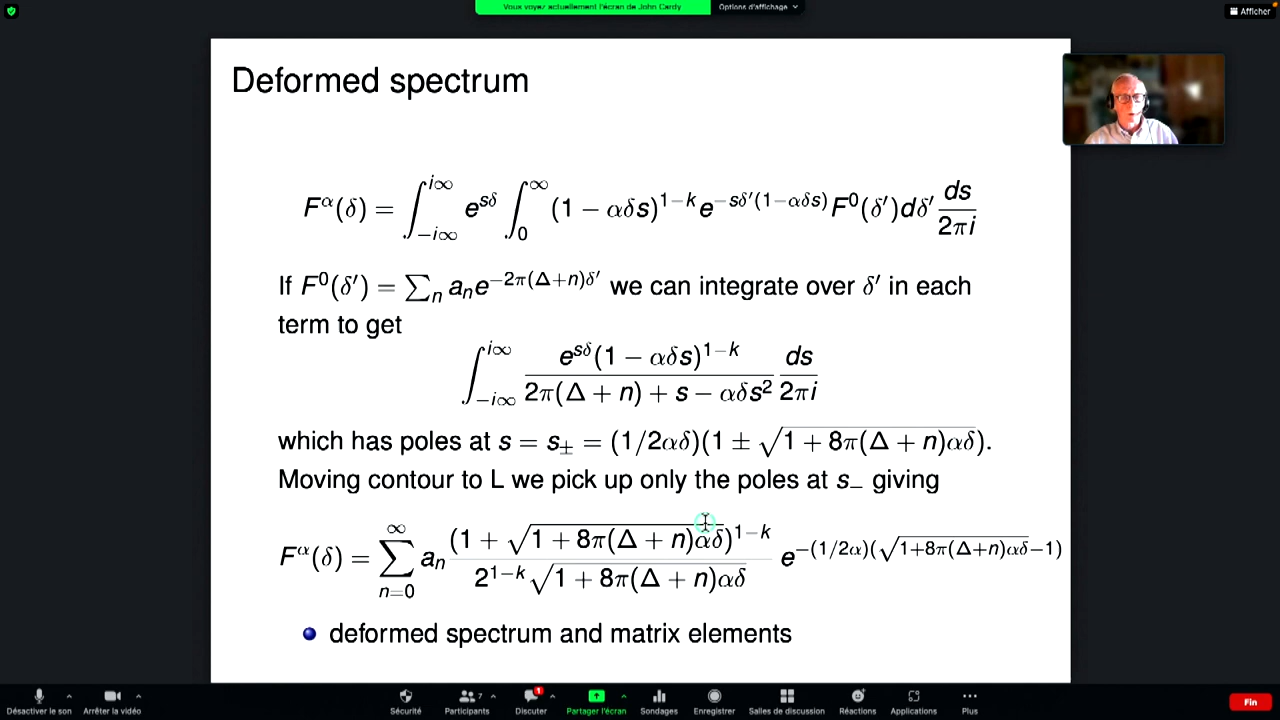 Vous voyez actuellement l'écran de John Cardy
Options d'affichage
Afficher
Deformed spectrum
F^α(δ) = ∫_{-i∞}^{i∞} e^{sδ} ∫_0^∞ (1 − αδs)^{1−k} e^{−sδ′(1−αδs)} F^0(δ′)dδ′ ds/2πi
If F^0(δ′) = ∑_n a_n e^{−2π(Δ+n)δ′} we can integrate over δ′ in each
term to get
∫_{-i∞}^{i∞} e^{sδ}(1 − αδs)^{1−k} / (2π(Δ + n) + s − αδs²) ds/2πi
which has poles at s = s_± = (1/2αδ)(1 ± √(1 + 8π(Δ + n)αδ)).
Moving contour to L we pick up only the poles at s_− giving
F^α(δ) = ∑_{n=0}^∞ a_n (1 + √(1 + 8π(Δ + n)αδ))^{1−k} / (2^{1−k} √(1 + 8π(Δ + n)αδ)) e^{−(1/2α)(√(1+8π(Δ+n)αδ)−1)}
deformed spectrum and matrix elements
Désactiver le son
Arrêter la vidéo
Sécurité
Participants
7
Discuter
1
Partager l'écran
Sondages
Enregistrer
Salles de discussion
Réactions
Applications
Plus
Fin